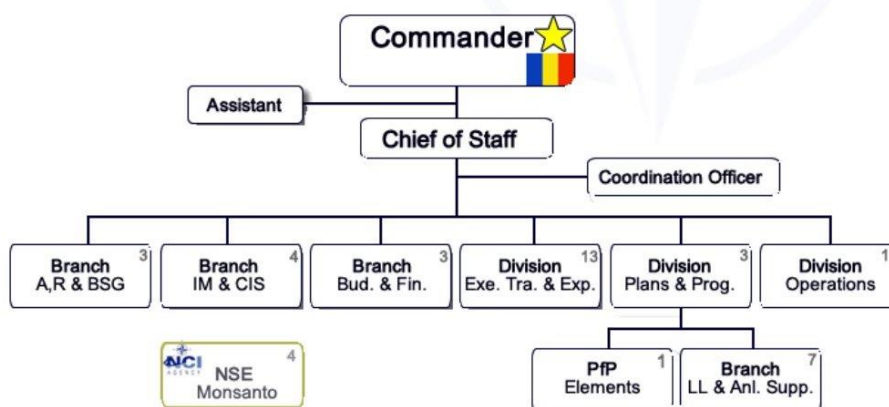 Commander
Assistant
Chief of Staff
Coordination Officer
3
Branch
A,R & BSG
4
Branch
IM & CIS
3
Branch
Bud. & Fin.
13
Division
Exe. Tra. & Exp.
3
Division
Plans & Prog.
Division
Operations
NCI
AGENCY
4
NSE
Monsanto
1
PfP
Elements
7
Branch
LL & Anl. Supp.